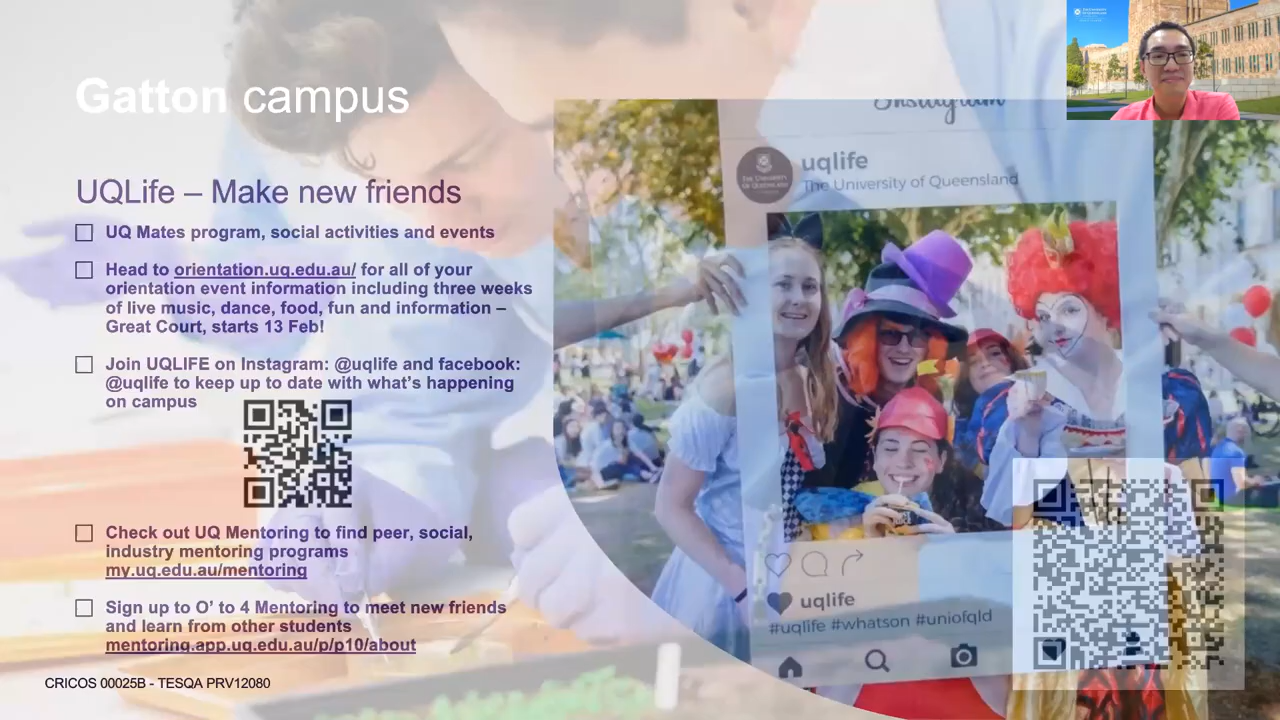 Gatton campus
UQLife – Make new friends
UQ Mates program, social activities and events
Head to orientation.uq.edu.au/ for all of your
orientation event information including three weeks
of live music, dance, food, fun and information –
Great Court, starts 13 Feb!
Join UQLIFE on Instagram: @uqlife and facebook:
@uqlife to keep up to date with what’s happening
on campus
Check out UQ Mentoring to find peer, social,
industry mentoring programs
my.uq.edu.au/mentoring
Sign up to O’ to 4 Mentoring to meet new friends
and learn from other students
mentoring.app.uq.edu.au/p/p10/about
CRICOS 00025B - TESQA PRV12080
Instagram
uqlife
The University of Queensland
THE UNIVERSITY
OF QUEENSLAND
uqlife
#uqlife #whatson #uniofqld